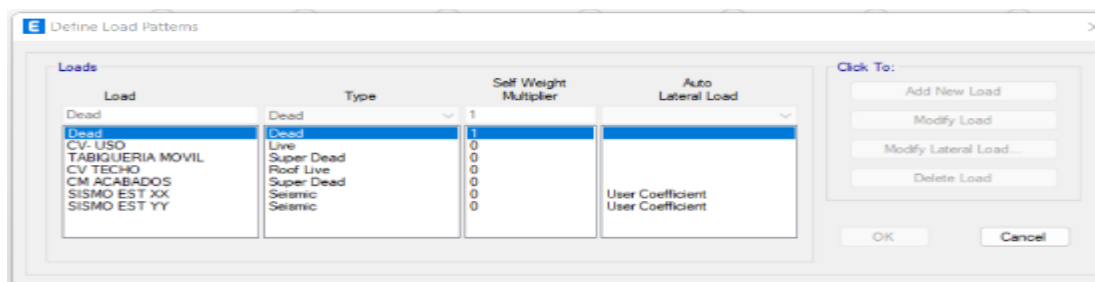 E Define Load Patterns
Loads
Load Type Self Weight Multiplier Auto Lateral Load
Dead Dead 1
Dead Dead 1
CV- USO Live 0
TABIQUERIA MOVIL Super Dead 0
CV TECHO Roof Live 0
CM ACABADOS Super Dead 0
SISMO EST XX Seismic 0 User Coefficient
SISMO EST YY Seismic 0 User Coefficient
Click To:
Add New Load
Modify Load
Modify Lateral Load...
Delete Load
OK Cancel